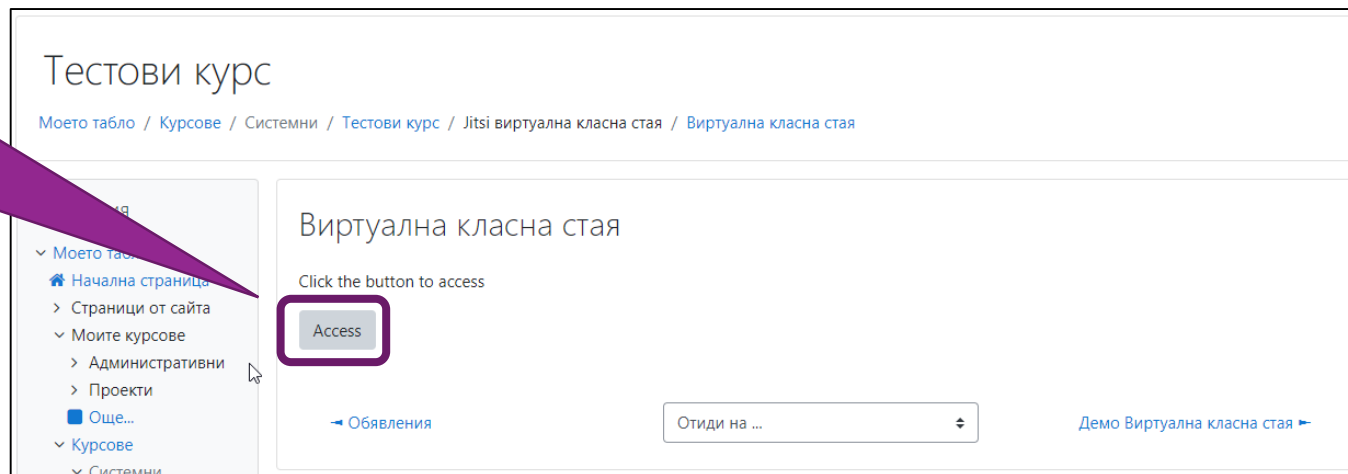 Тестови курс
Моето табло / Курсове / Системни / Тестови курс / Jitsi виртуална класна стая / Виртуална класна стая
Моето
Начална страница
Страници от сайта
Моите курсове
Административни
Проекти
Още...
Курсове
Системни
Виртуална класна стая
Click the button to access
Access
Обявления
Отиди на ...
Демо Виртуална класна стая